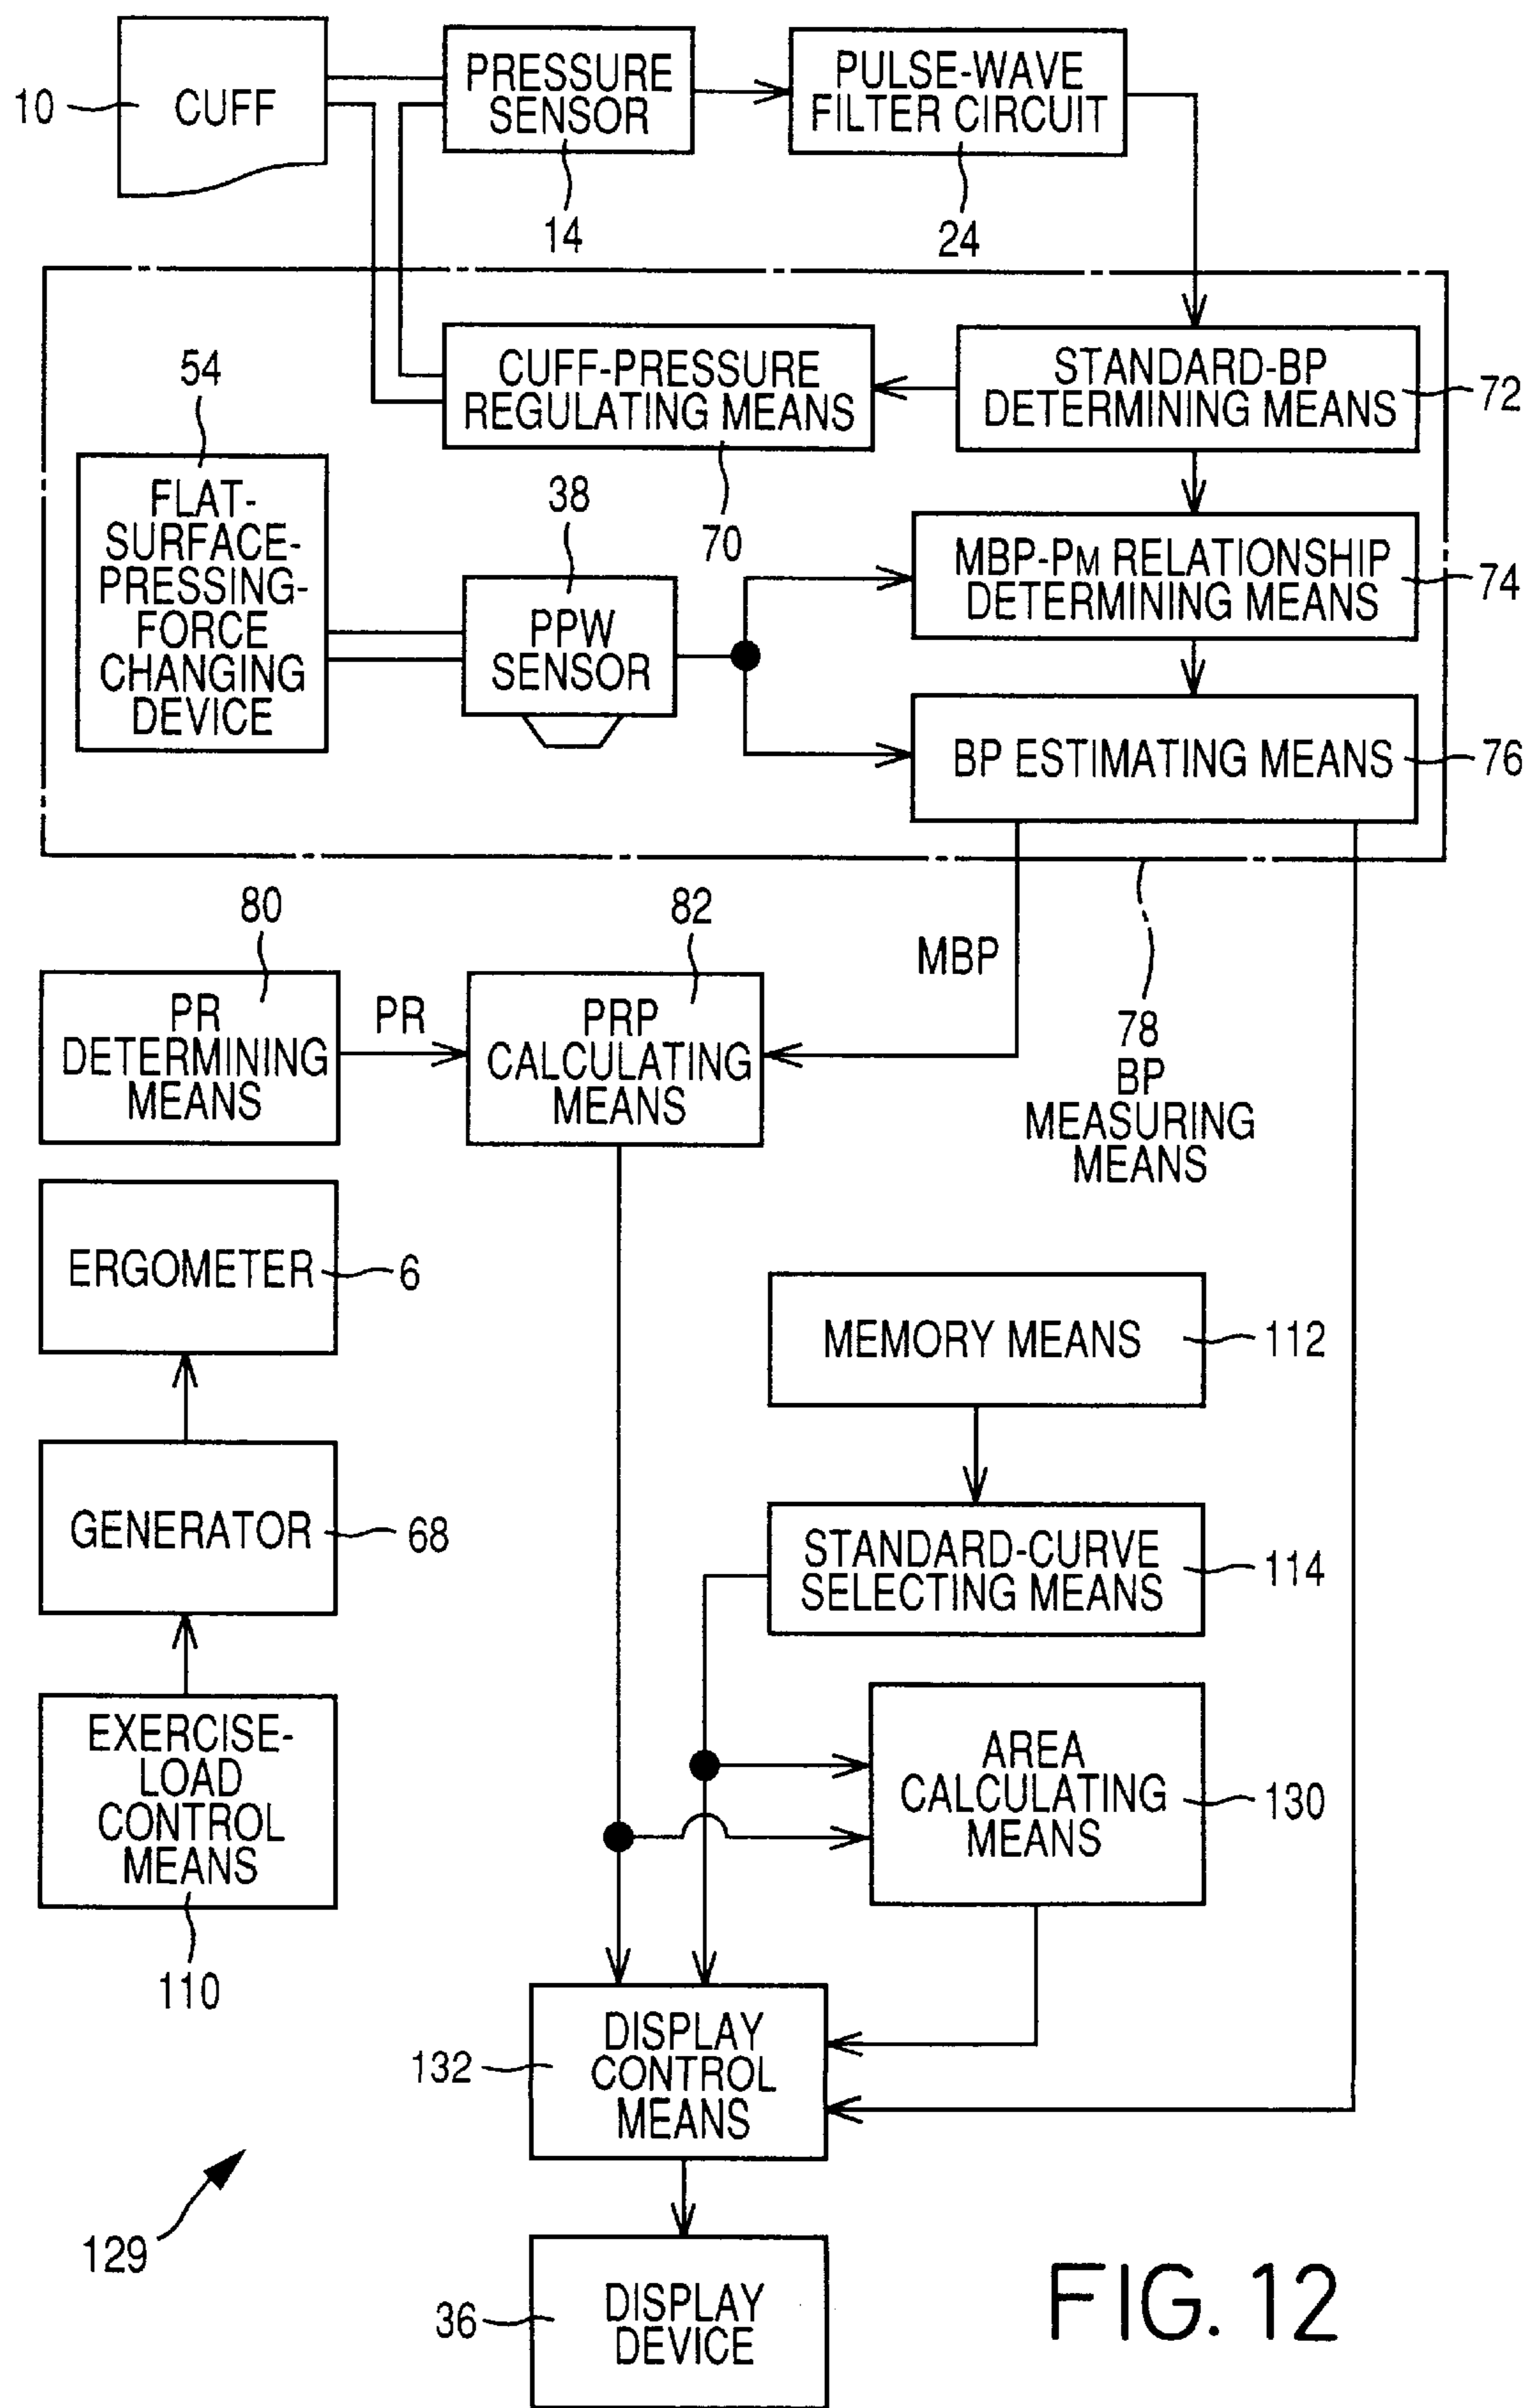 10
CUFF
PRESSURE
SENSOR
14
PULSE-WAVE
FILTER CIRCUIT
24
54
FLAT-
SURFACE-
PRESSING-
FORCE
CHANGING
DEVICE
CUFF-PRESSURE
REGULATING MEANS
70
STANDARD-BP
DETERMINING MEANS
72
38
PPW
SENSOR
MBP-PM RELATIONSHIP
DETERMINING MEANS
74
BP ESTIMATING MEANS
76
80
PR
DETERMINING
MEANS
PR
82
PRP
CALCULATING
MEANS
MBP
78
BP
MEASURING
MEANS
ERGOMETER
6
MEMORY MEANS
112
GENERATOR
68
STANDARD-CURVE
SELECTING MEANS
114
EXERCISE-
LOAD
CONTROL
MEANS
110
AREA
CALCULATING
MEANS
130
132
DISPLAY
CONTROL
MEANS
129
36
DISPLAY
DEVICE
FIG. 12